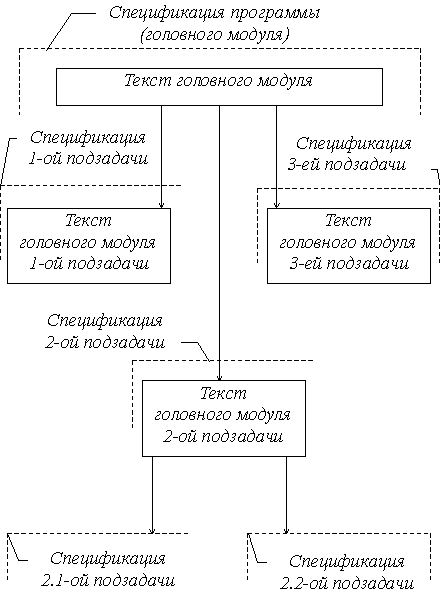 Спецификация программы
(головного модуля)
Текст головного модуля
Спецификация
1-ой подзадачи
Спецификация
3-ей подзадачи
Текст
головного модуля
1-ой подзадачи
Текст
головного модуля
3-ей подзадачи
Спецификация
2-ой подзадачи
Текст
головного модуля
2-ой подзадачи
Спецификация
2.1-ой подзадачи
Спецификация
2.2-ой подзадачи